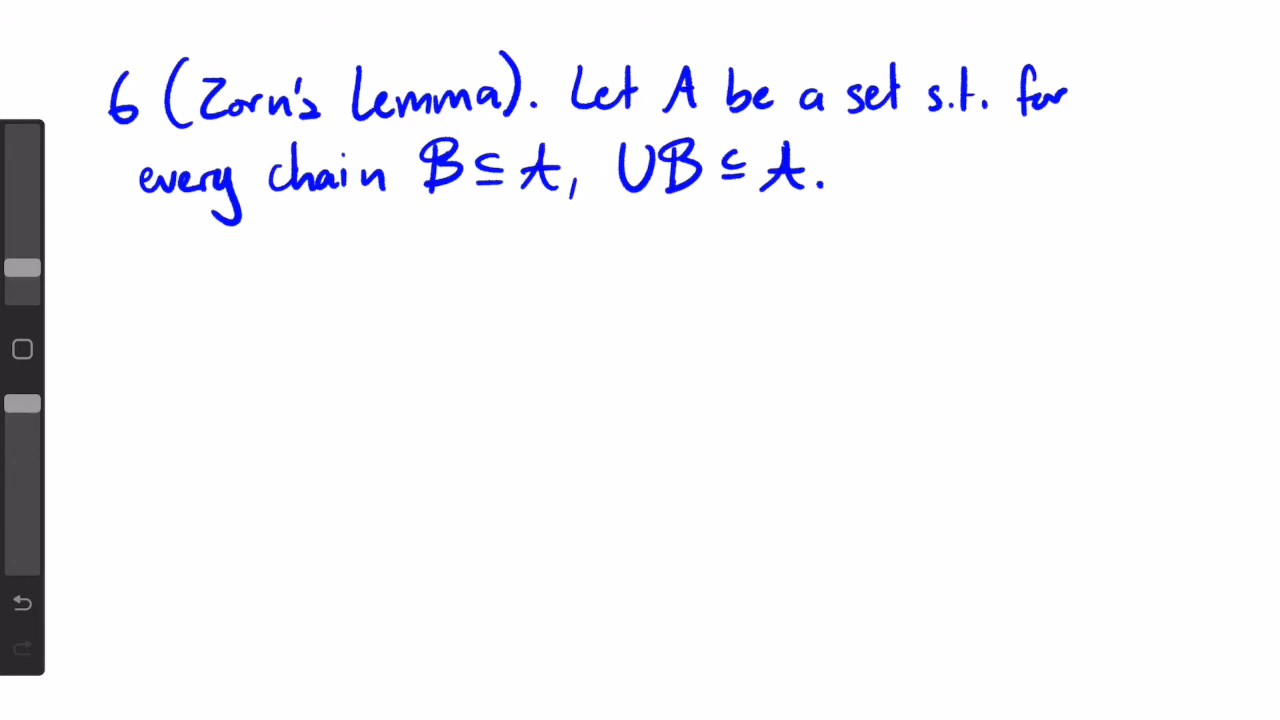 6 (Zorn's Lemma). Let A be a set s.t. for
every chain B ⊆ A, ∪B ⊆ A.